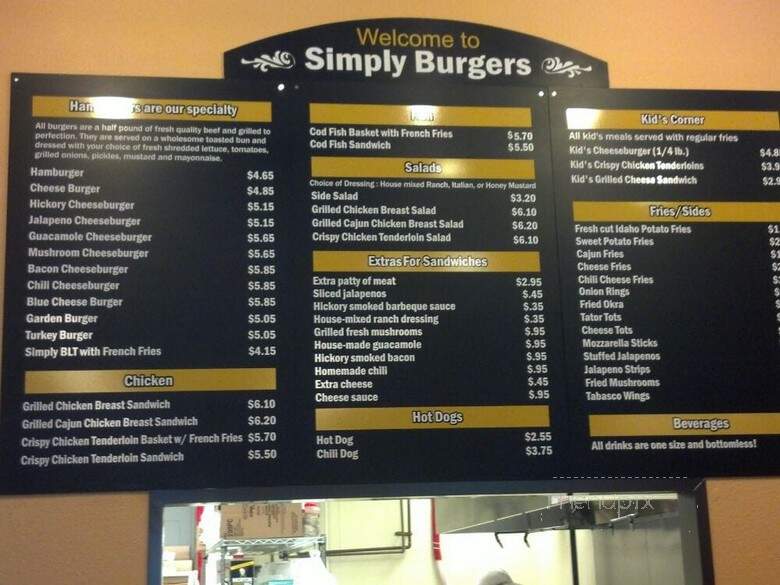 Welcome to
Simply Burgers
are our specialty
All burgers are a half pound of fresh quality beef and grilled to
perfection. They are served on a wholesome toasted bun and
dressed with your choice of fresh shredded lettuce, tomatoes,
grilled onions, pickles, mustard and mayonnaise.
Hamburger $4.65
Cheese Burger $4.85
Hickory Cheeseburger $5.15
Jalapeno Cheeseburger $5.15
Guacamole Cheeseburger $5.65
Mushroom Cheeseburger $5.65
Bacon Cheeseburger $5.85
Chili Cheeseburger $5.85
Blue Cheese Burger $5.85
Garden Burger $5.05
Turkey Burger $5.05
Simply BLT with French Fries $4.15
Chicken
Grilled Chicken Breast Sandwich $6.10
Grilled Cajun Chicken Breast Sandwich $6.20
Crispy Chicken Tenderloin Basket w/ French Fries $5.70
Crispy Chicken Tenderloin Sandwich $5.50
Cod Fish Basket with French Fries $5.70
Cod Fish Sandwich $5.50
Salads
Choice of Dressing : House mixed Ranch, Italian, or Honey Mustard
Side Salad $3.20
Grilled Chicken Breast Salad $6.10
Grilled Cajun Chicken Breast Salad $6.20
Crispy Chicken Tenderloin Salad $6.10
Extras For Sandwiches
Extra patty of meat $2.95
Sliced jalapenos $.45
Hickory smoked barbeque sauce $.35
House-mixed ranch dressing $.35
Grilled fresh mushrooms $.95
House-made guacamole $.95
Hickory smoked bacon $.95
Homemade chili $.95
Extra cheese $.45
Cheese sauce $.95
Hot Dogs
Hot Dog $2.55
Chili Dog $3.75
Kid's Corner
All kid's meals served with regular fries
Kid's Cheeseburger (1/4 lb.) $4.8
Kid's Crispy Chicken Tenderloins $3.9
Kid's Grilled Cheese Sandwich $2.9
Fries/Sides
Fresh cut Idaho Potato Fries $1
Sweet Potato Fries $2
Cajun Fries $1
Cheese Fries $2
Chili Cheese Fries
Onion Rings
Fried Okra
Tator Tots
Cheese Tots
Mozzarella Sticks
Stuffed Jalapenos
Jalapeno Strips
Fried Mushrooms
Tabasco Wings
Beverages
All drinks are one size and bottomless!
menupix